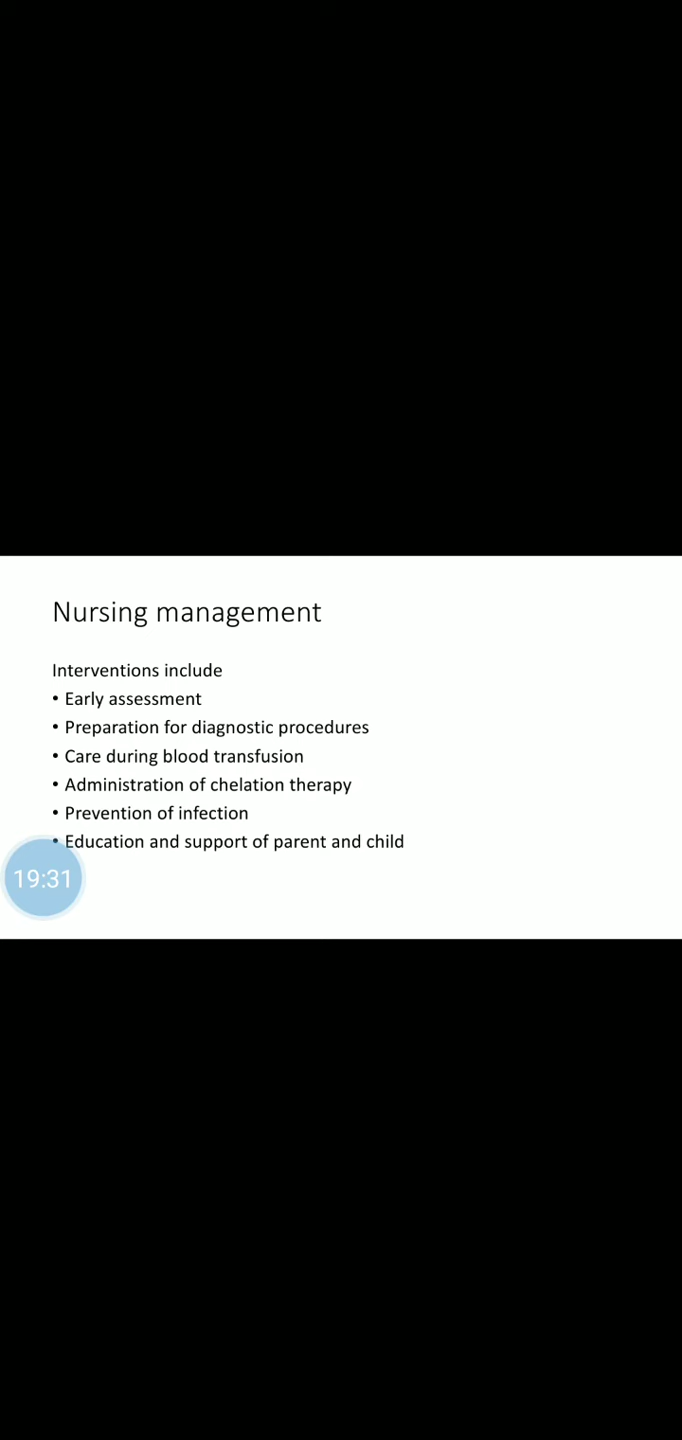 Nursing management
Interventions include
• Early assessment
• Preparation for diagnostic procedures
• Care during blood transfusion
• Administration of chelation therapy
• Prevention of infection
• Education and support of parent and child
19:31